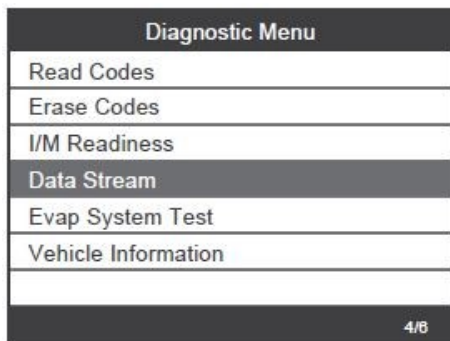 Diagnostic Menu
Read Codes
Erase Codes
I/M Readiness
Data Stream
Evap System Test
Vehicle Information
4/6